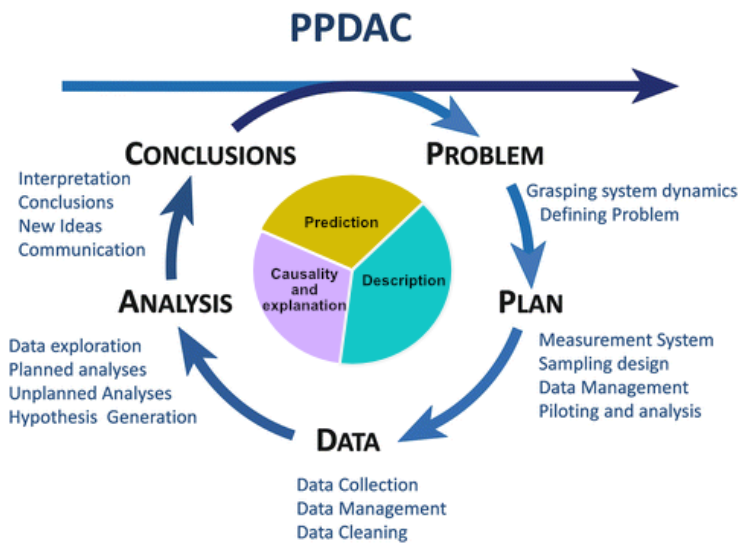 PPDAC
CONCLUSIONS
Interpretation
Conclusions
New Ideas
Communication
PROBLEM
Grasping system dynamics
Defining Problem
Prediction
Causality
and
explanation
Description
ANALYSIS
Data exploration
Planned analyses
Unplanned Analyses
Hypothesis Generation
PLAN
Measurement System
Sampling design
Data Management
Piloting and analysis
DATA
Data Collection
Data Management
Data Cleaning